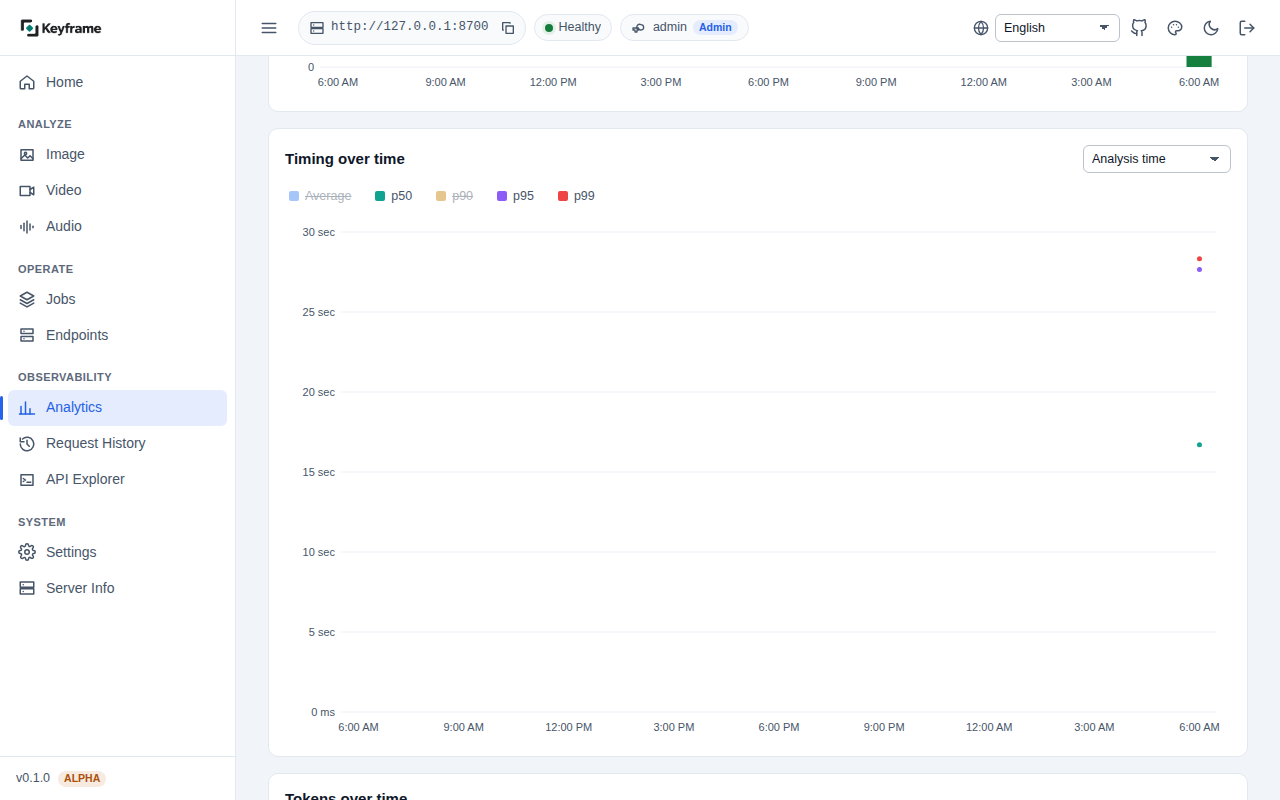 Keyframe
http://127.0.0.1:8700
Healthy
admin Admin
English
Home
ANALYZE
Image
Video
Audio
OPERATE
Jobs
Endpoints
OBSERVABILITY
Analytics
Request History
API Explorer
SYSTEM
Settings
Server Info
v0.1.0 ALPHA
0
6:00 AM 9:00 AM 12:00 PM 3:00 PM 6:00 PM 9:00 PM 12:00 AM 3:00 AM 6:00 AM
Timing over time
Analysis time
Average p50 p90 p95 p99
30 sec
25 sec
20 sec
15 sec
10 sec
5 sec
0 ms
6:00 AM 9:00 AM 12:00 PM 3:00 PM 6:00 PM 9:00 PM 12:00 AM 3:00 AM 6:00 AM
Tokens over time